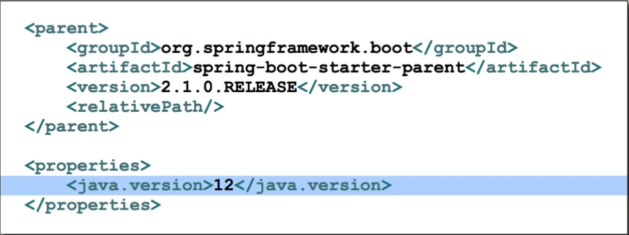 <parent>
<groupId>org.springframework.boot</groupId>
<artifactId>spring-boot-starter-parent</artifactId>
<version>2.1.0.RELEASE</version>
<relativePath/>
</parent>
<properties>
<java.version>12</java.version>
</properties>